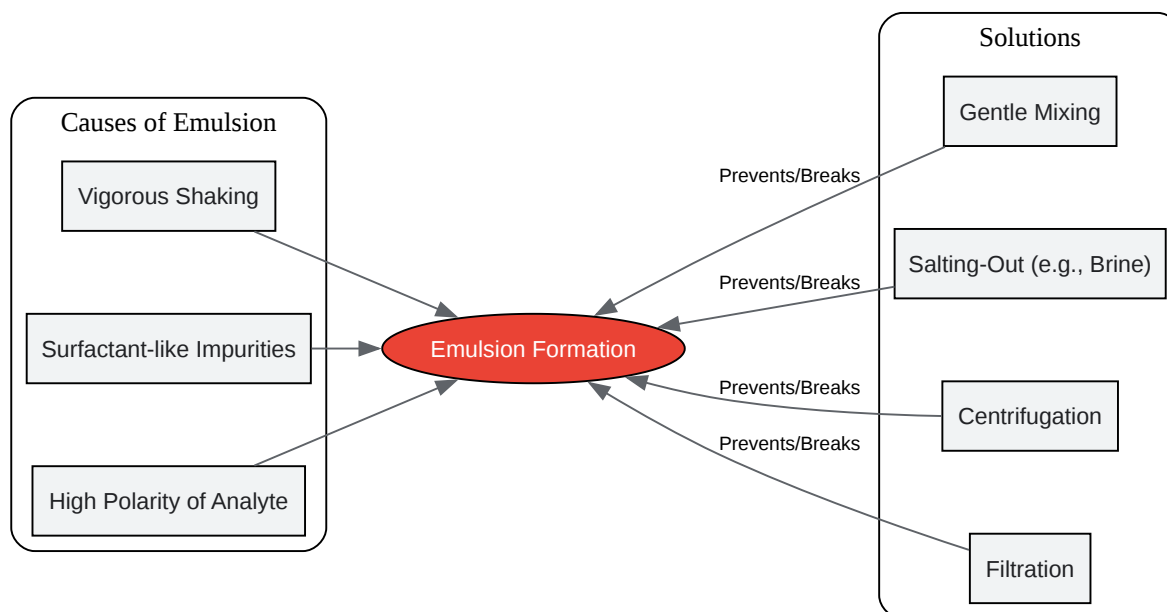 Causes of Emulsion
Vigorous Shaking
Surfactant-like Impurities
High Polarity of Analyte
Emulsion Formation
Prevents/Breaks
Prevents/Breaks
Prevents/Breaks
Prevents/Breaks
Solutions
Gentle Mixing
Salting-Out (e.g., Brine)
Centrifugation
Filtration